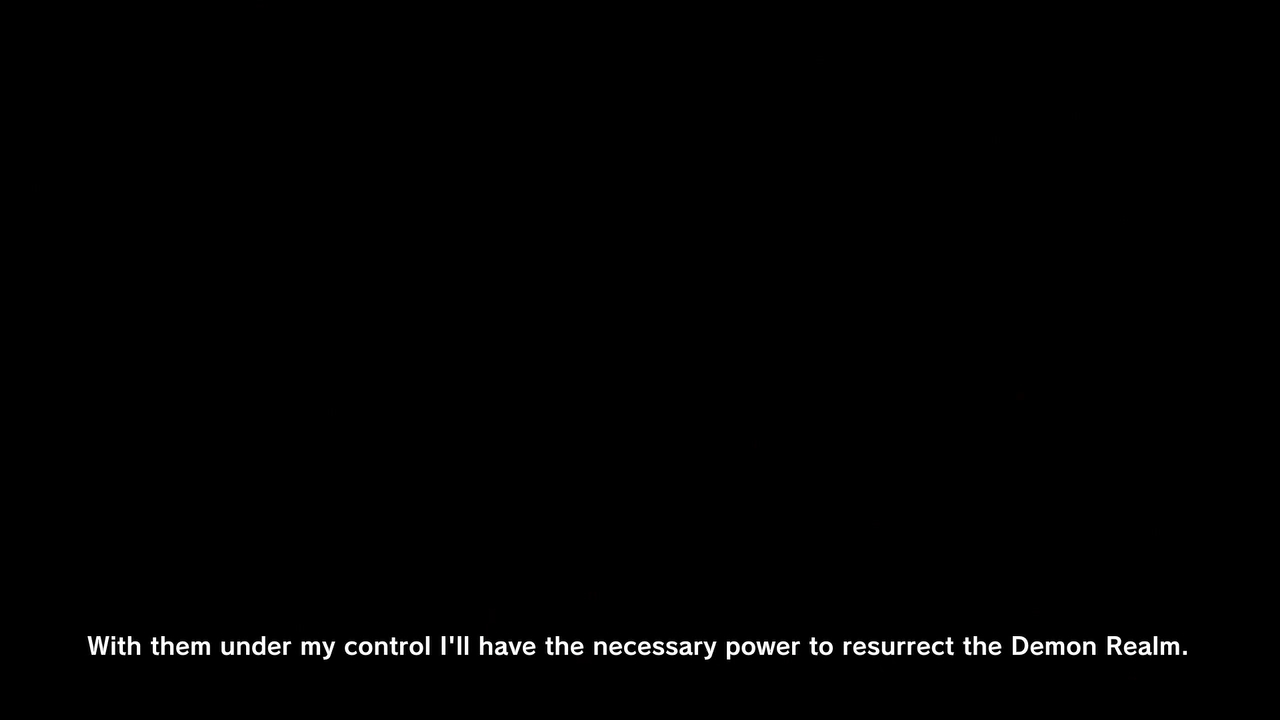 With them under my control I'll have the necessary power to resurrect the Demon Realm.